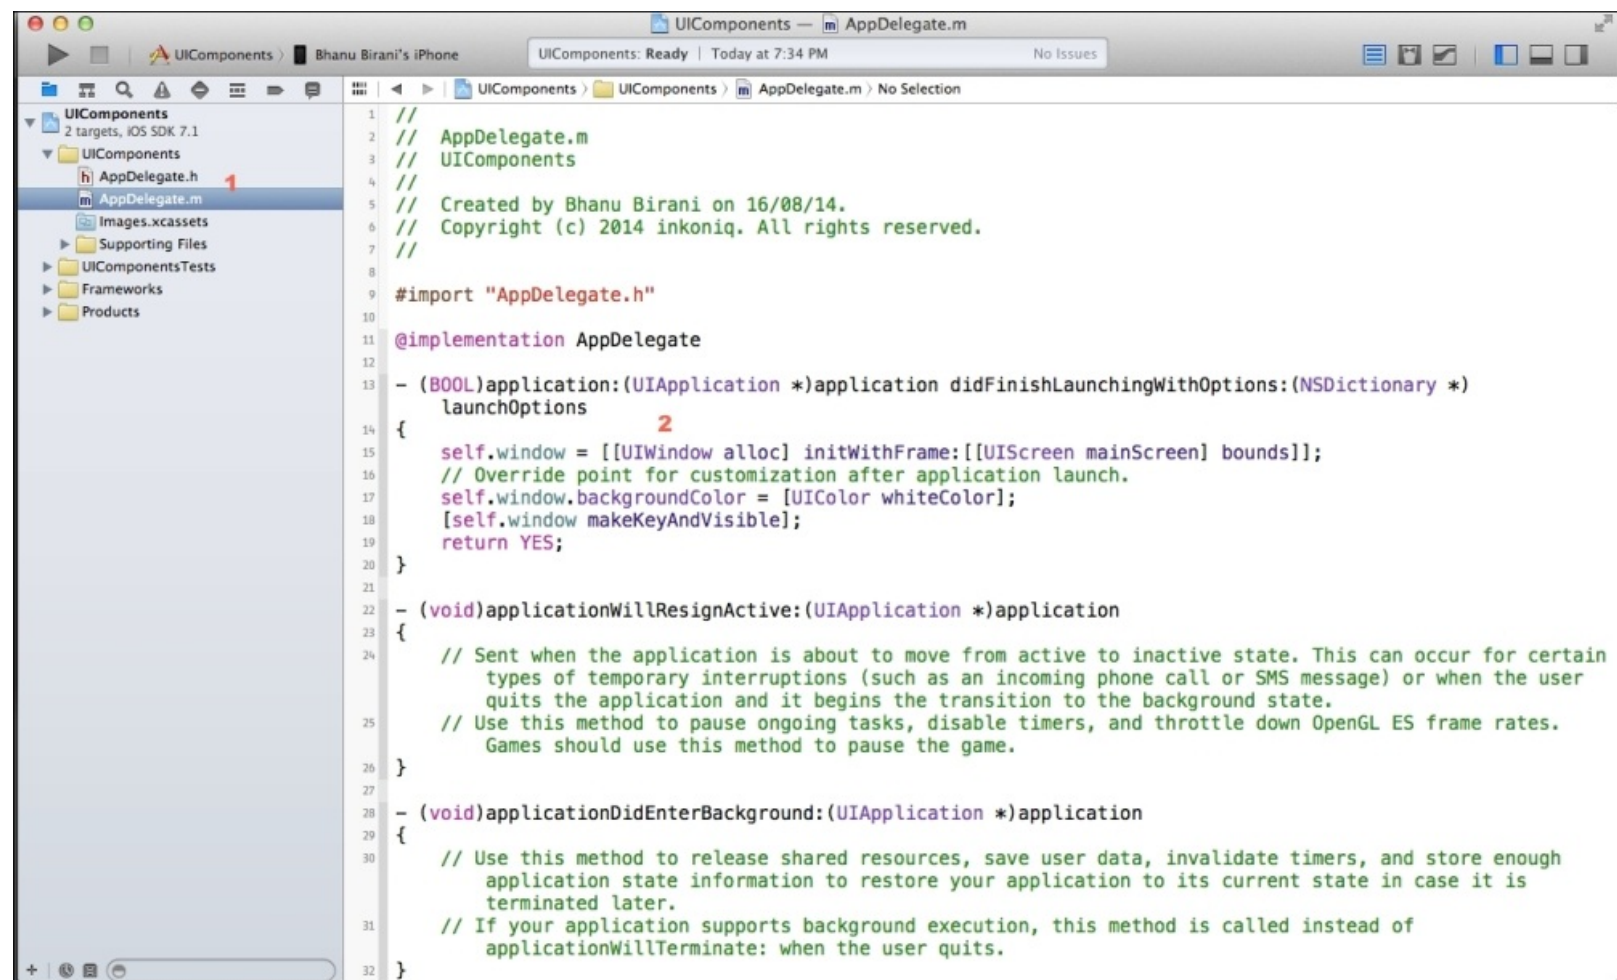 UIComponents — AppDelegate.m
UIComponents Bhanu Birani's iPhone
UIComponents: Ready | Today at 7:34 PM No Issues
UIComponents UIComponents AppDelegate.m No Selection
UIComponents
2 targets, iOS SDK 7.1
UIComponents
AppDelegate.h
1
AppDelegate.m
Images.xcassets
Supporting Files
UIComponentsTests
Frameworks
Products
1 //
2 // AppDelegate.m
3 // UIComponents
4 //
5 // Created by Bhanu Birani on 16/08/14.
6 // Copyright (c) 2014 inkoniq. All rights reserved.
7 //
8
9 #import "AppDelegate.h"
10
11 @implementation AppDelegate
12
13 - (BOOL)application:(UIApplication *)application didFinishLaunchingWithOptions:(NSDictionary *)
launchOptions
2
14 {
15 self.window = [[UIWindow alloc] initWithFrame:[[UIScreen mainScreen] bounds]];
16 // Override point for customization after application launch.
17 self.window.backgroundColor = [UIColor whiteColor];
18 [self.window makeKeyAndVisible];
19 return YES;
20 }
21
22 - (void)applicationWillResignActive:(UIApplication *)application
23 {
24 // Sent when the application is about to move from active to inactive state. This can occur for certain
types of temporary interruptions (such as an incoming phone call or SMS message) or when the user
quits the application and it begins the transition to the background state.
25 // Use this method to pause ongoing tasks, disable timers, and throttle down OpenGL ES frame rates.
Games should use this method to pause the game.
26 }
27
28 - (void)applicationDidEnterBackground:(UIApplication *)application
29 {
30 // Use this method to release shared resources, save user data, invalidate timers, and store enough
application state information to restore your application to its current state in case it is
terminated later.
31 // If your application supports background execution, this method is called instead of
applicationWillTerminate: when the user quits.
32 }